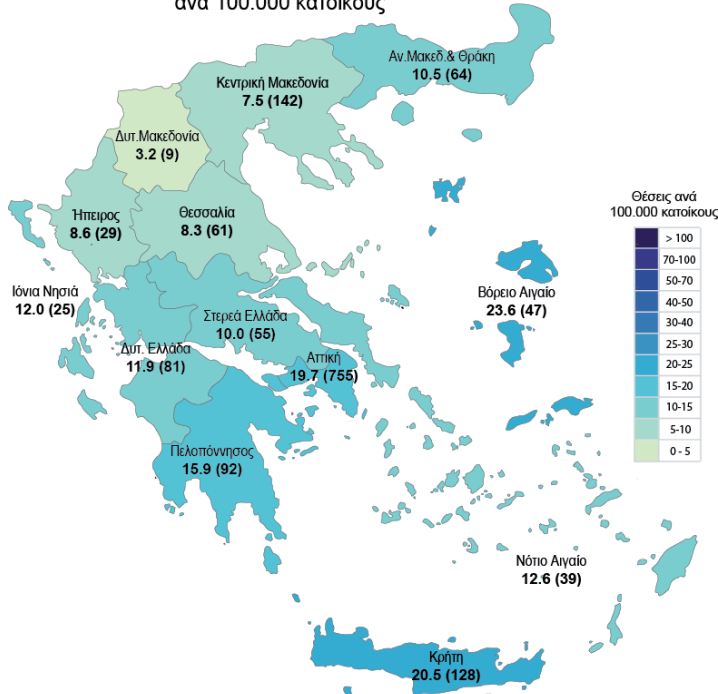 ανά 100.000 κατοίκους
Αν.Μακεδ.& Θράκη
10.5 (64)
Κεντρική Μακεδονία
7.5 (142)
Δυτ.Μακεδονία
3.2 (9)
Ήπειρος
8.6 (29)
Θεσσαλία
8.3 (61)
Θέσεις ανά
100.000 κατοίκους
> 100
70-100
50-70
40-50
30-40
25-30
20-25
15-20
10-15
5-10
0 - 5
Ιόνια Νησιά
12.0 (25)
Βόρειο Αιγαίο
23.6 (47)
Στερεά Ελλάδα
10.0 (55)
Δυτ. Ελλάδα
11.9 (81)
Αττική
19.7 (755)
Πελοπόννησος
15.9 (92)
Νότιο Αιγαίο
12.6 (39)
Κρήτη
20.5 (128)